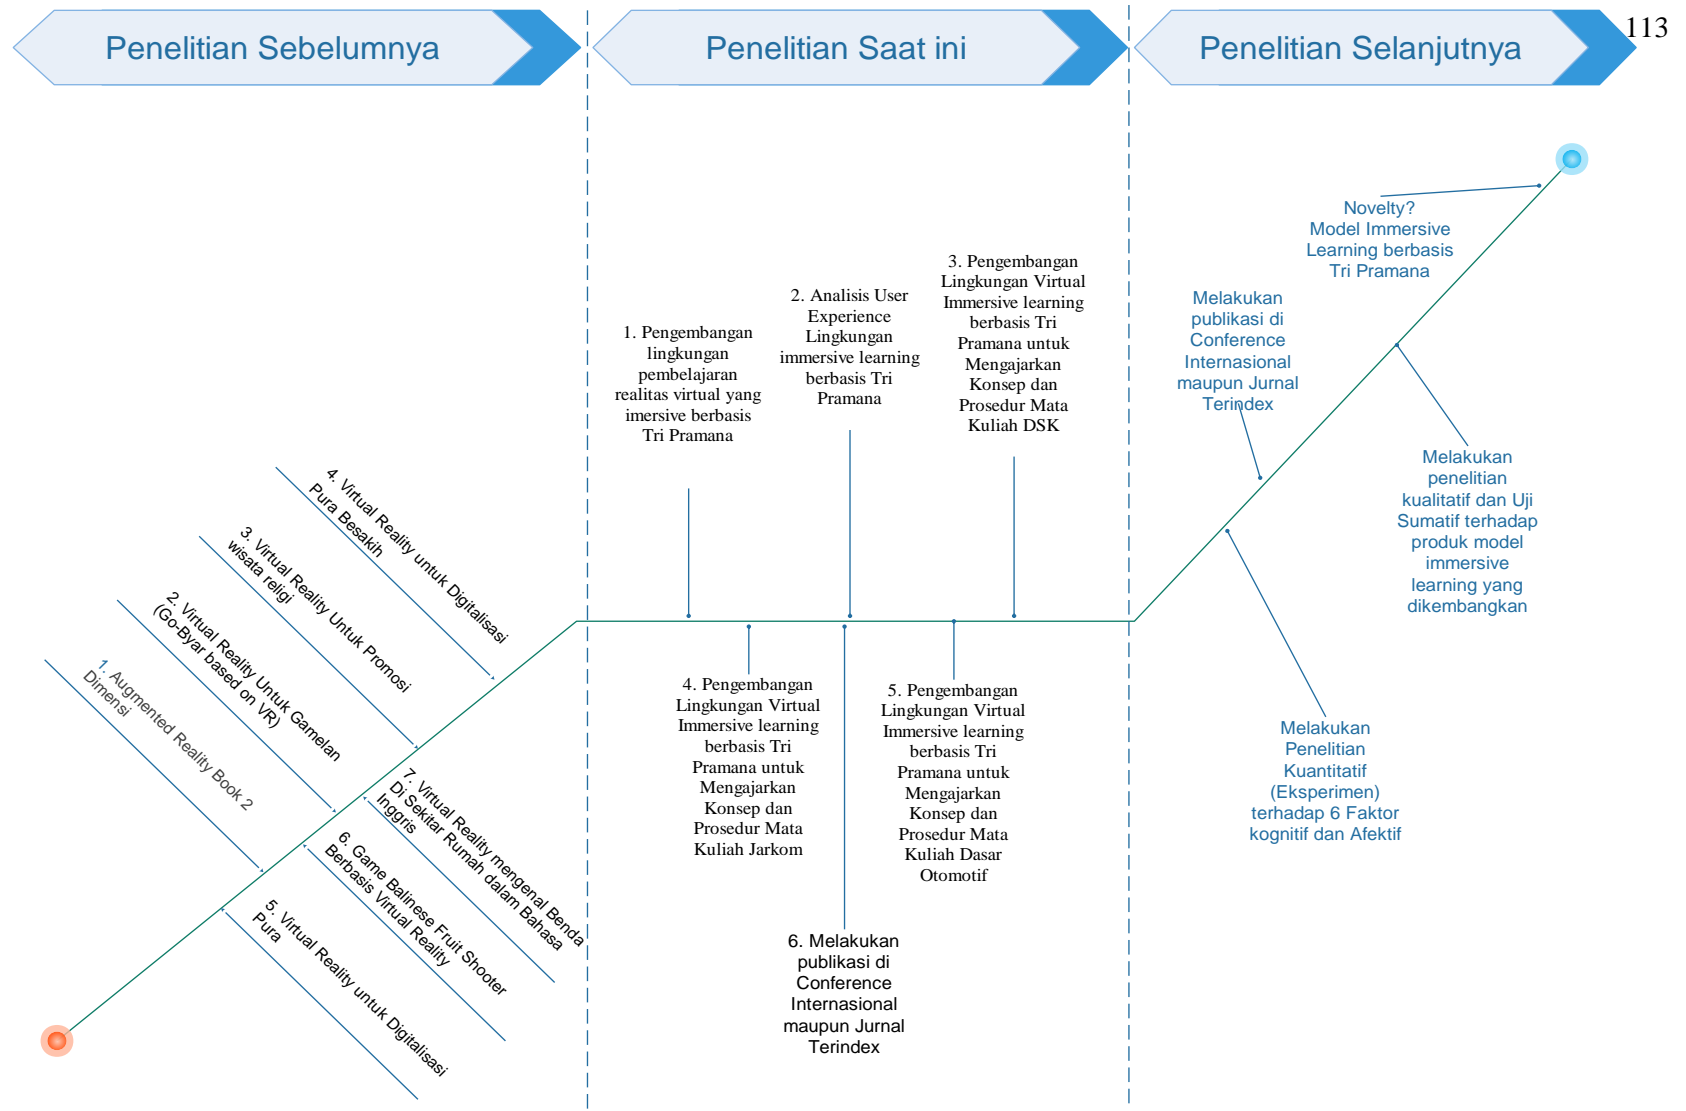 113
Penelitian Sebelumnya
Penelitian Saat ini
Penelitian Selanjutnya
1. Augmented Reality Book 2
Dimensi
2. Virtual Reality Untuk Gamelan
(Go-Byar based on VR)
3. Virtual Reality Untuk Promosi
wisata religi
4. Virtual Reality untuk Digitalisasi
Pura Besakih
5. Virtual Reality untuk Digitalisasi
Pura
6. Game Balinese Fruit Shooter
Berbasis Virtual Reality
7. Virtual Reality mengenal Benda
Di Sekitar Rumah dalam Bahasa
Inggris
1. Pengembangan
lingkungan
pembelajaran
realitas virtual yang
imersive berbasis
Tri Pramana
2. Analisis User
Experience
Lingkungan
immersive learning
berbasis Tri
Pramana
3. Pengembangan
Lingkungan Virtual
Immersive learning
berbasis Tri
Pramana untuk
Mengajarkan
Konsep dan
Prosedur Mata
Kuliah DSK
4. Pengembangan
Lingkungan Virtual
Immersive learning
berbasis Tri
Pramana untuk
Mengajarkan
Konsep dan
Prosedur Mata
Kuliah Jarkom
5. Pengembangan
Lingkungan Virtual
Immersive learning
berbasis Tri
Pramana untuk
Mengajarkan
Konsep dan
Prosedur Mata
Kuliah Dasar
Otomotif
6. Melakukan
publikasi di
Conference
Internasional
maupun Jurnal
Terindex
Novelty?
Model Immersive
Learning berbasis
Tri Pramana
Melakukan
publikasi di
Conference
Internasional
maupun Jurnal
Terindex
Melakukan
penelitian
kualitatif dan Uji
Sumatif terhadap
produk model
immersive
learning yang
dikembangkan
Melakukan
Penelitian
Kuantitatif
(Eksperimen)
terhadap 6 Faktor
kognitif dan Afektif